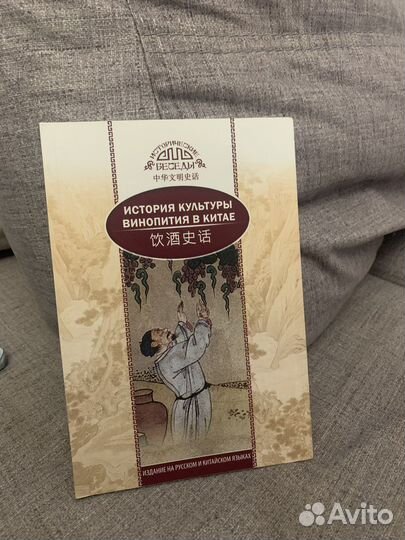 ИСТОРИЧЕСКИЕ
БЕСЕДЫ
中华文明史话
ИСТОРИЯ КУЛЬТУРЫ
ВИНОПИТИЯ В КИТАЕ
饮酒史话
ИЗДАНИЕ НА РУССКОМ И КИТАЙСКОМ ЯЗЫКАХ
Avito